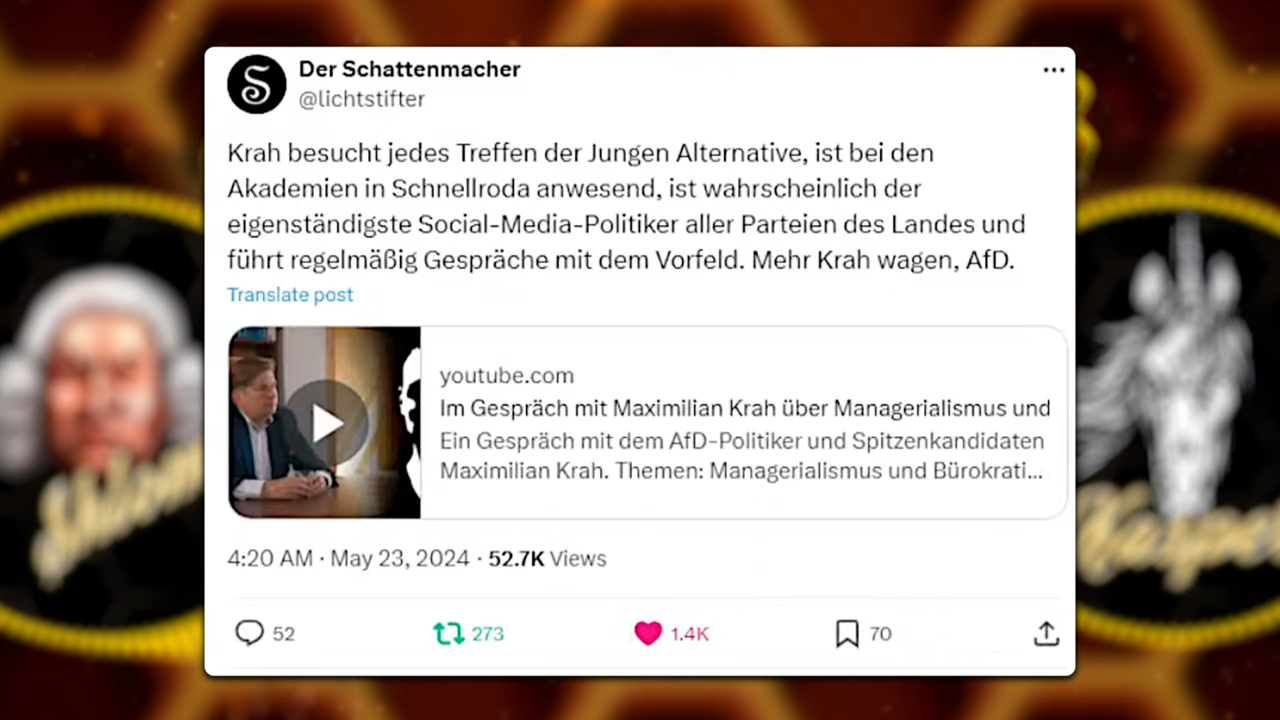 Der Schattenmacher
@lichtstifter
Krah besucht jedes Treffen der Jungen Alternative, ist bei den
Akademien in Schnellroda anwesend, ist wahrscheinlich der
eigenständigste Social-Media-Politiker aller Parteien des Landes und
führt regelmäßig Gespräche mit dem Vorfeld. Mehr Krah wagen, AfD.
Translate post
youtube.com
Im Gespräch mit Maximilian Krah über Managerialismus und
Ein Gespräch mit dem AfD-Politiker und Spitzenkandidaten
Maximilian Krah. Themen: Managerialismus und Bürokrati...
4:20 AM · May 23, 2024 · 52.7K Views
52 273 1.4K 70